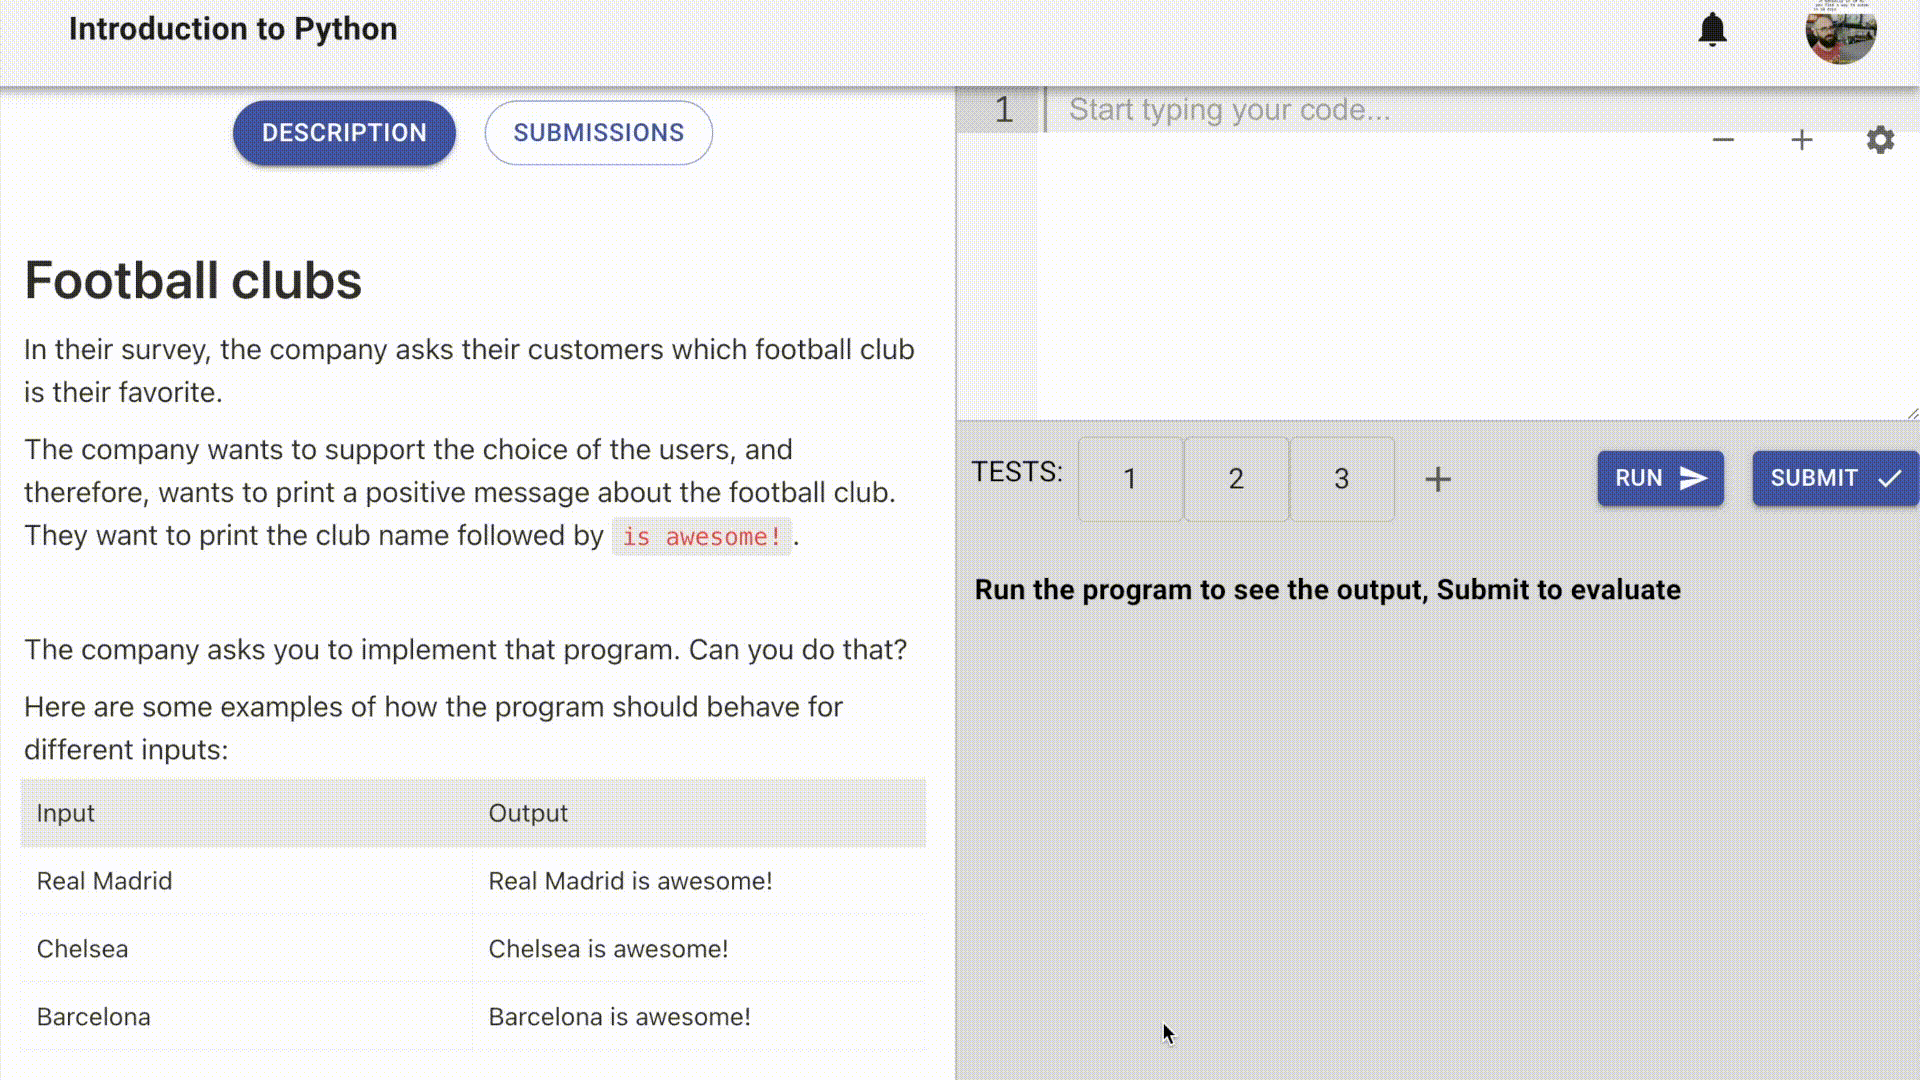 Introduction to Python
DESCRIPTION
SUBMISSIONS
Football clubs
In their survey, the company asks their customers which football club
is their favorite.
The company wants to support the choice of the users, and
therefore, wants to print a positive message about the football club.
They want to print the club name followed by is awesome! .
The company asks you to implement that program. Can you do that?
Here are some examples of how the program should behave for
different inputs:
Input Output
Real Madrid Real Madrid is awesome!
Chelsea Chelsea is awesome!
Barcelona Barcelona is awesome!
1 Start typing your code...
TESTS: 1 2 3 +
RUN
SUBMIT
Run the program to see the output, Submit to evaluate